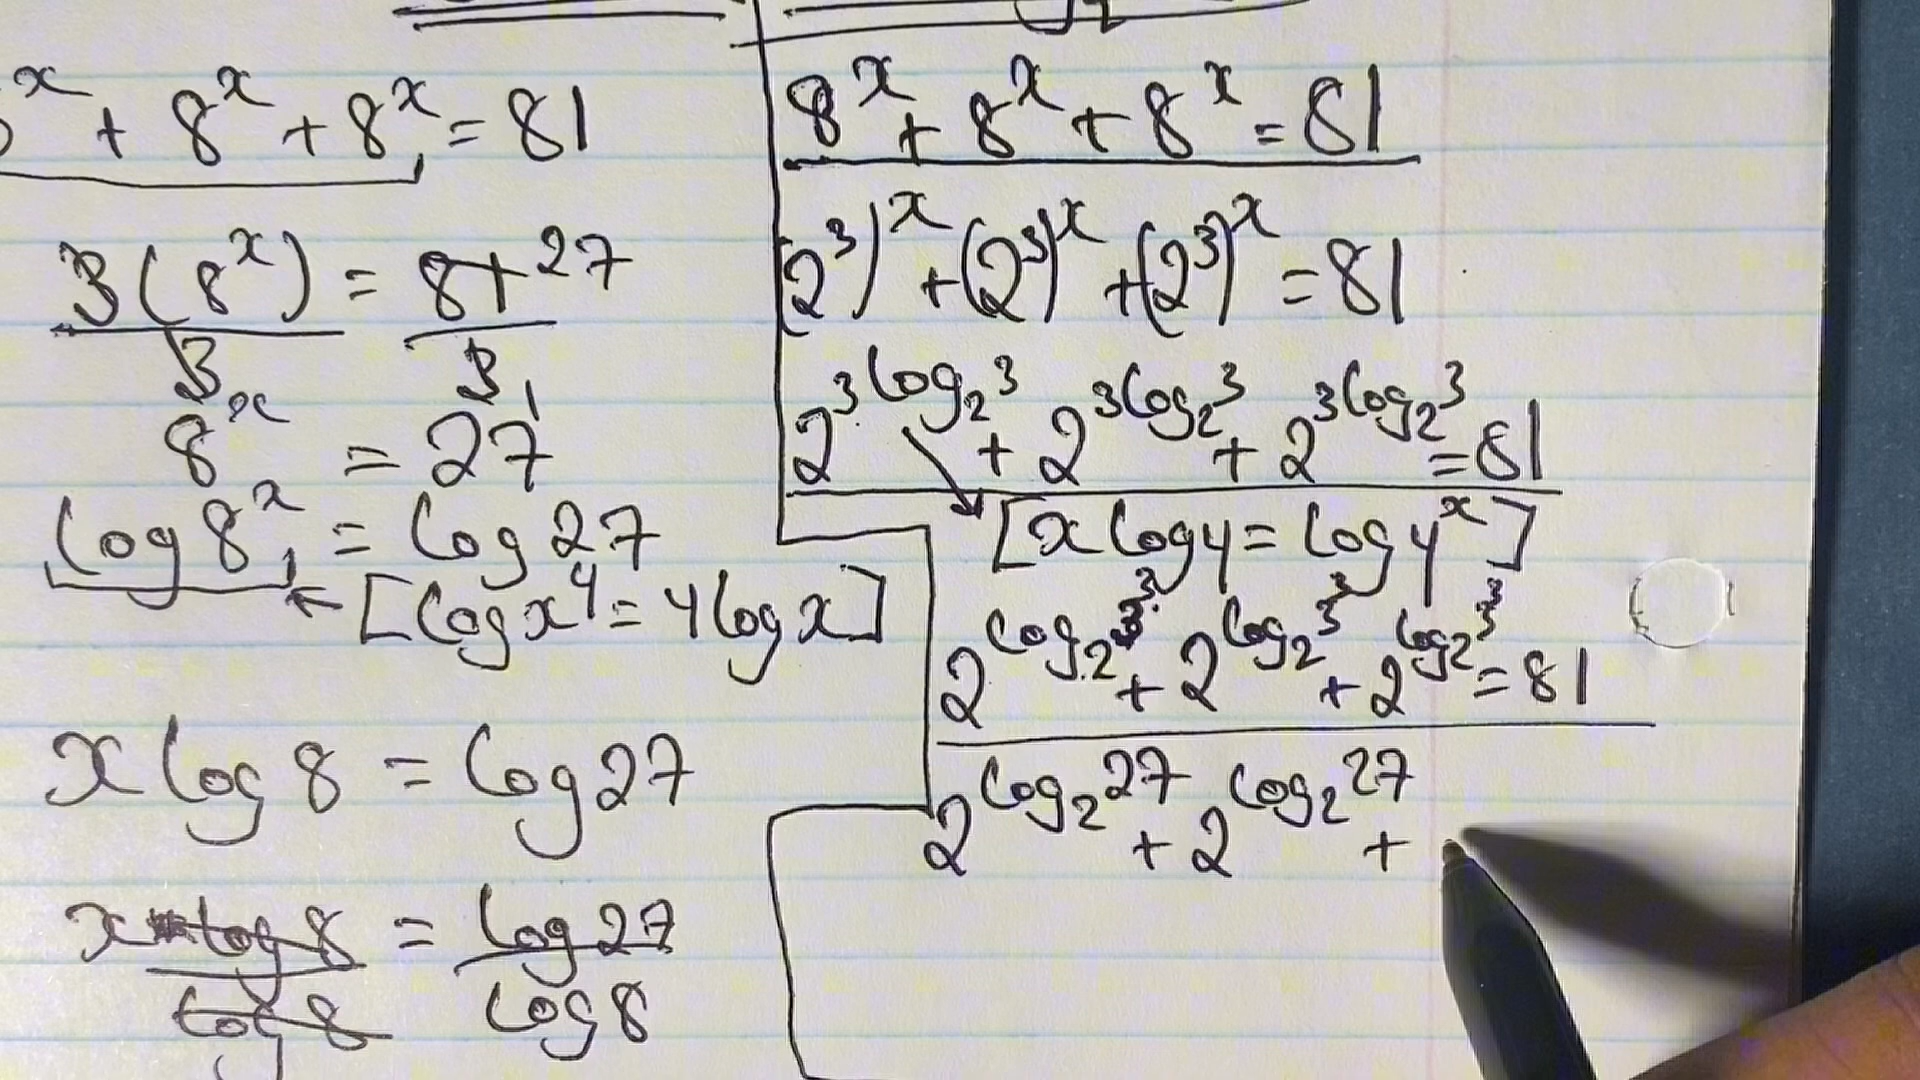 x + 8^x + 8^x = 81
3(8^x) = 81 27
3 3 1
8^x = 27
log 8^x = log 27
[log x^y = y log x]
x log 8 = log 27
x log 8 = log 27
log 8 log 8
8^x + 8^x + 8^x = 81
(2^3)^x + (2^3)^x + (2^3)^x = 81
2^3 log_2 3 + 2^3 log_2 3 + 2^3 log_2 3 = 81
[x log y = log y^x]
2^log_2 3^3 + 2^log_2 3^3 + 2^log_2 3^3 = 81
2^log_2 27 + 2^log_2 27 +